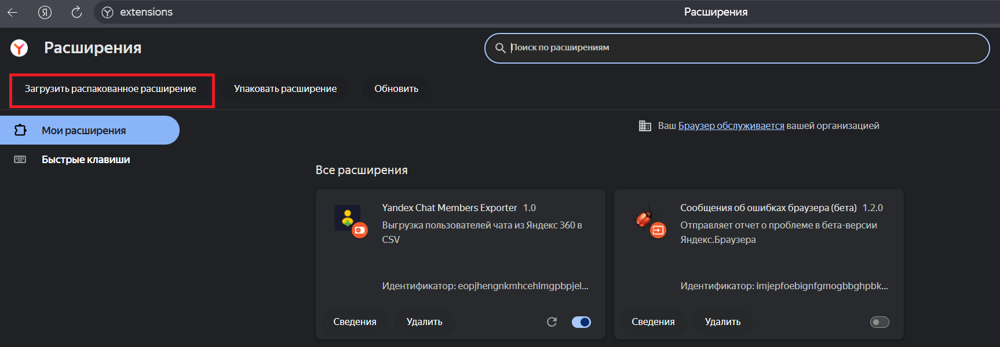 extensions
Расширения
Расширения
Поиск по расширениям
Загрузить распакованное расширение
Упаковать расширение
Обновить
Мои расширения
Быстрые клавиши
Ваш Браузер обслуживается вашей организацией
Все расширения
Yandex Chat Members Exporter 1.0
Выгрузка пользователей чата из Яндекс 360 в
CSV
Идентификатор: eopjhengnkmhcehlmgpbpjel...
Сведения
Удалить
Сообщения об ошибках браузера (бета) 1.2.0
Отправляет отчет о проблеме в бета-версии
Яндекс.Браузера
Идентификатор: imjepfoebignfgmogbbghpbk...
Сведения
Удалить